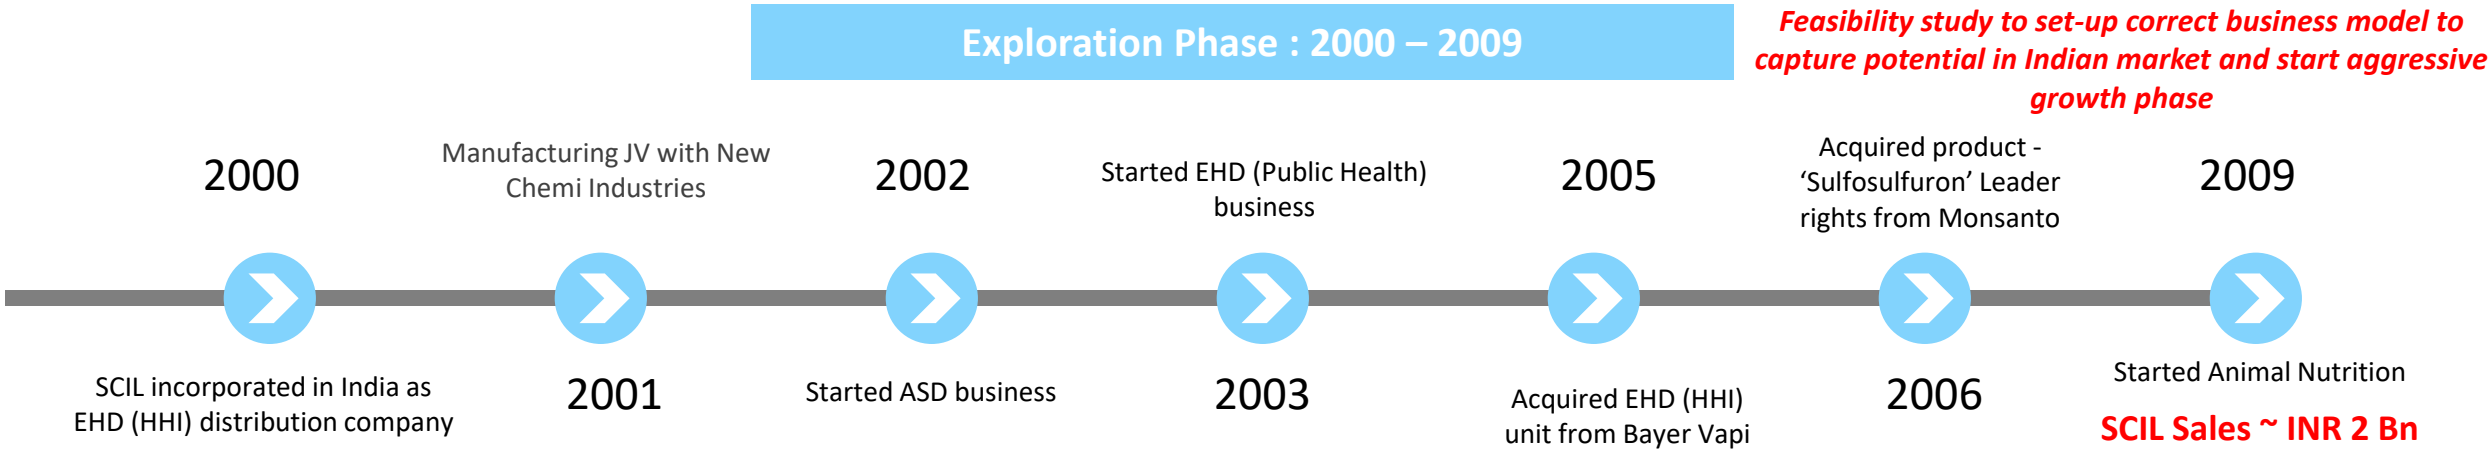 Exploration Phase : 2000 – 2009
Feasibility study to set-up correct business model to
capture potential in Indian market and start aggressive
growth phase
2000
SCIL incorporated in India as
EHD (HHI) distribution company
Manufacturing JV with New
Chemi Industries
2001
2002
Started ASD business
Started EHD (Public Health)
business
2003
2005
Acquired EHD (HHI)
unit from Bayer Vapi
Acquired product -
‘Sulfosulfuron’ Leader
rights from Monsanto
2006
2009
Started Animal Nutrition
SCIL Sales ~ INR 2 Bn